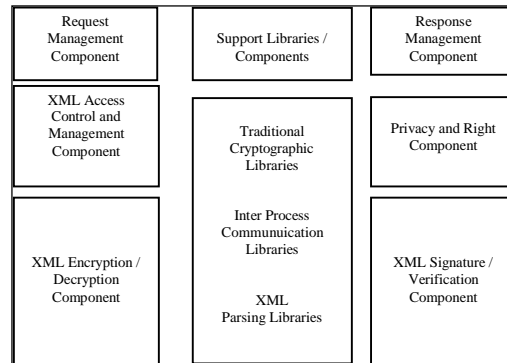 Request
Management
Component
Support Libraries /
Components
Response
Management
Component
XML Access
Control and
Management
Component
Traditional
Cryptographic
Libraries
Privacy and Right
Component
Inter Process
Communuication
Libraries
XML Encryption /
Decryption
Component
XML
Parsing Libraries
XML Signature /
Verification
Component